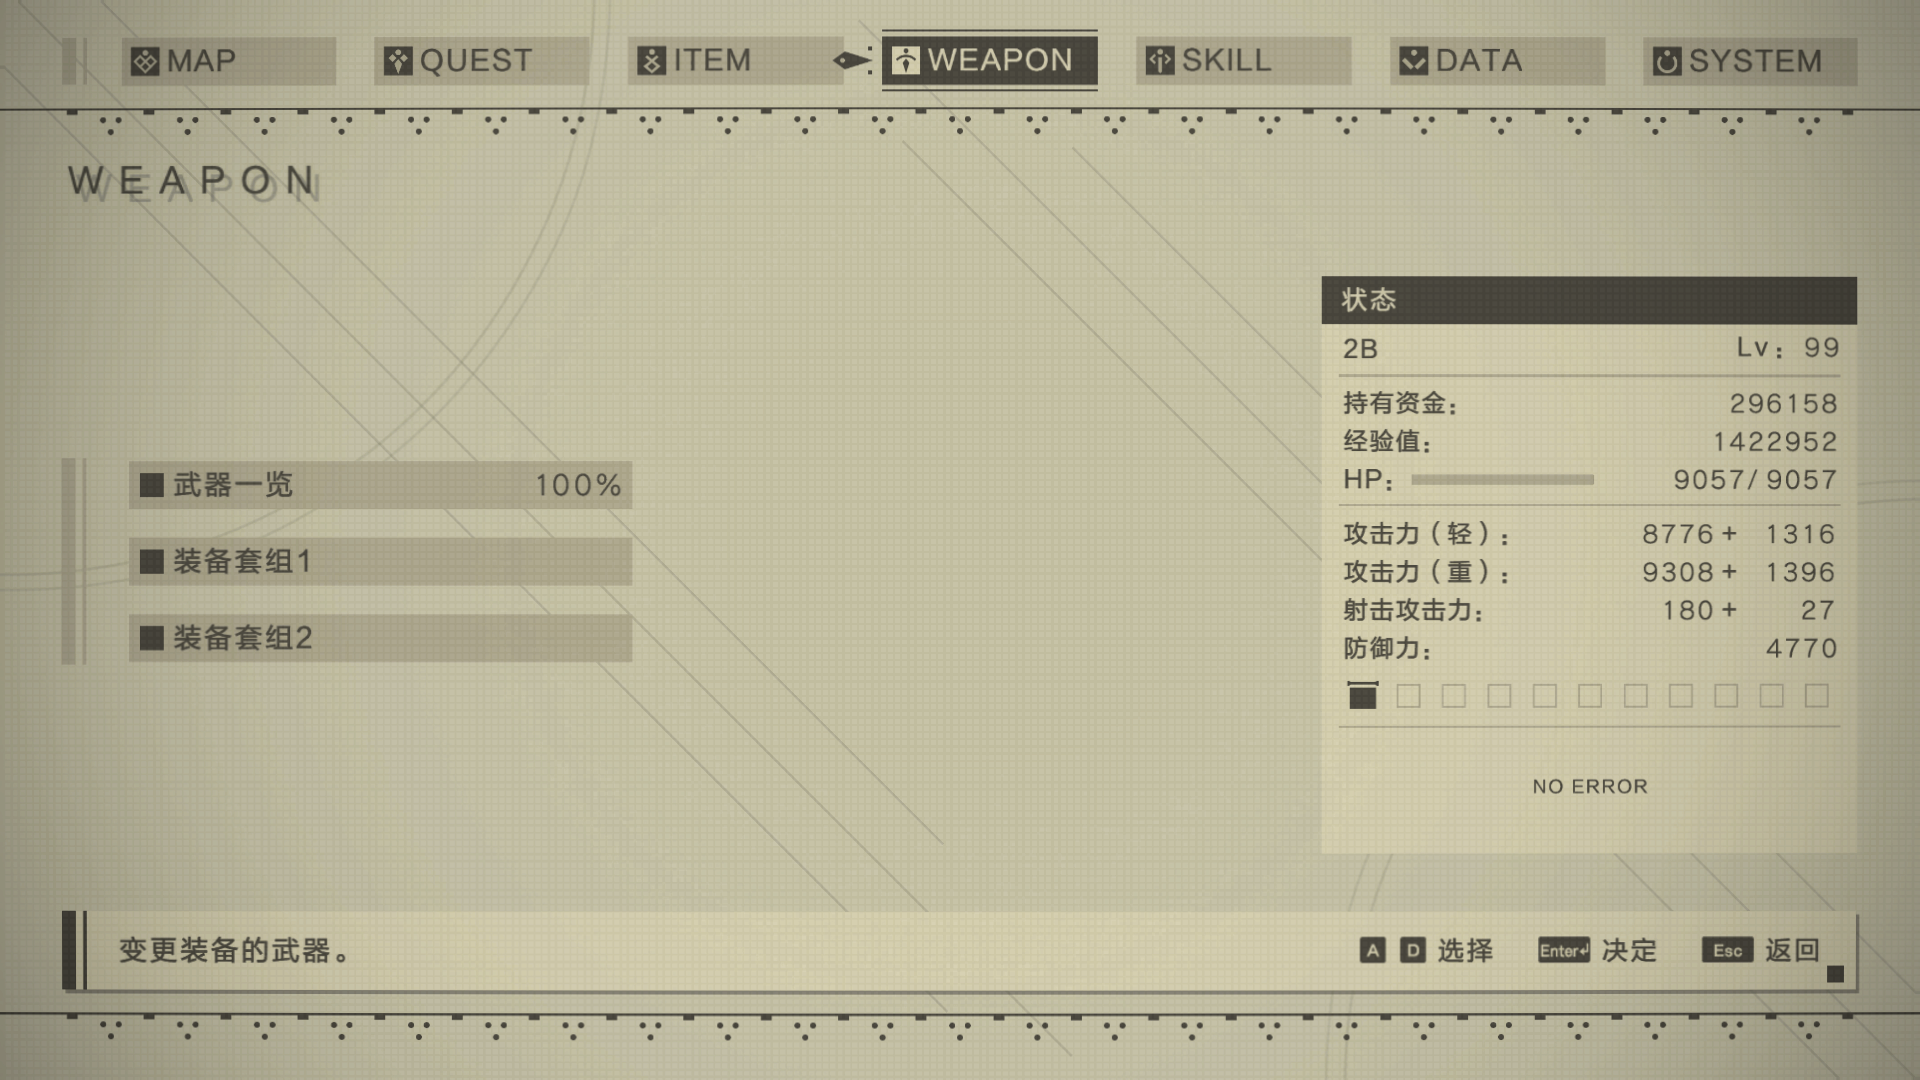 MAP QUEST ITEM WEAPON SKILL DATA SYSTEM
WEAPON
武器一览 100%
装备套组1
装备套组2
状态
2B Lv：99
持有资金： 296158
经验值： 1422952
HP： 9057/ 9057
攻击力（轻）： 8776+ 1316
攻击力（重）： 9308+ 1396
射击攻击力： 180+ 27
防御力： 4770
NO ERROR
变更装备的武器。
A D 选择 Enter↵ 决定 Esc 返回